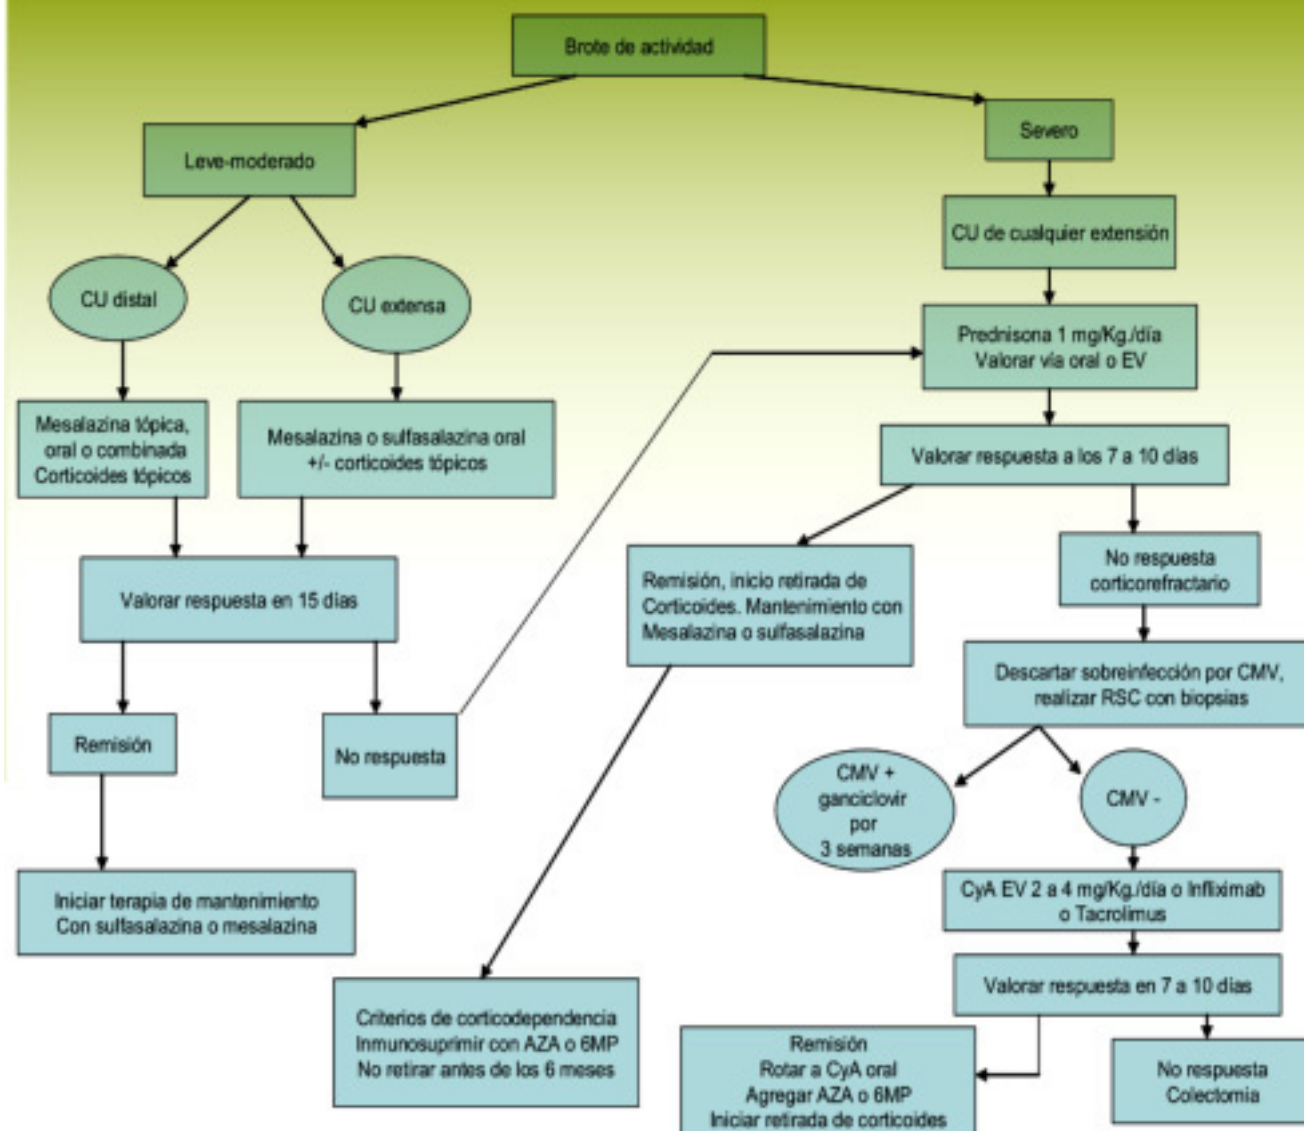 Brote de actividad
Leve-moderado
Severo
CU de cualquier extensión
CU distal
CU extensa
Prednisona 1 mg/Kg./día
Valorar vía oral o EV
Mesalazina tópica,
oral o combinada
Corticoides tópicos
Mesalazina o sulfasalazina oral
+/- corticoides tópicos
Valorar respuesta a los 7 a 10 días
Valorar respuesta en 15 días
Remisión, inicio retirada de
Corticoides. Mantenimiento con
Mesalazina o sulfasalazina
No respuesta
corticorefractario
Descartar sobreinfección por CMV,
realizar RSC con biopsias
Remisión
No respuesta
CMV +
ganciclovir
por
3 semanas
CMV -
Iniciar terapia de mantenimiento
Con sulfasalazina o mesalazina
CyA EV 2 a 4 mg/Kg./día o Infliximab
o Tacrolimus
Valorar respuesta en 7 a 10 días
Criterios de corticodependencia
Inmunosuprimir con AZA o 6MP
No retirar antes de los 6 meses
Remisión
Rotar a CyA oral
Agregar AZA o 6MP
Iniciar retirada de corticoides
No respuesta
Colectomia